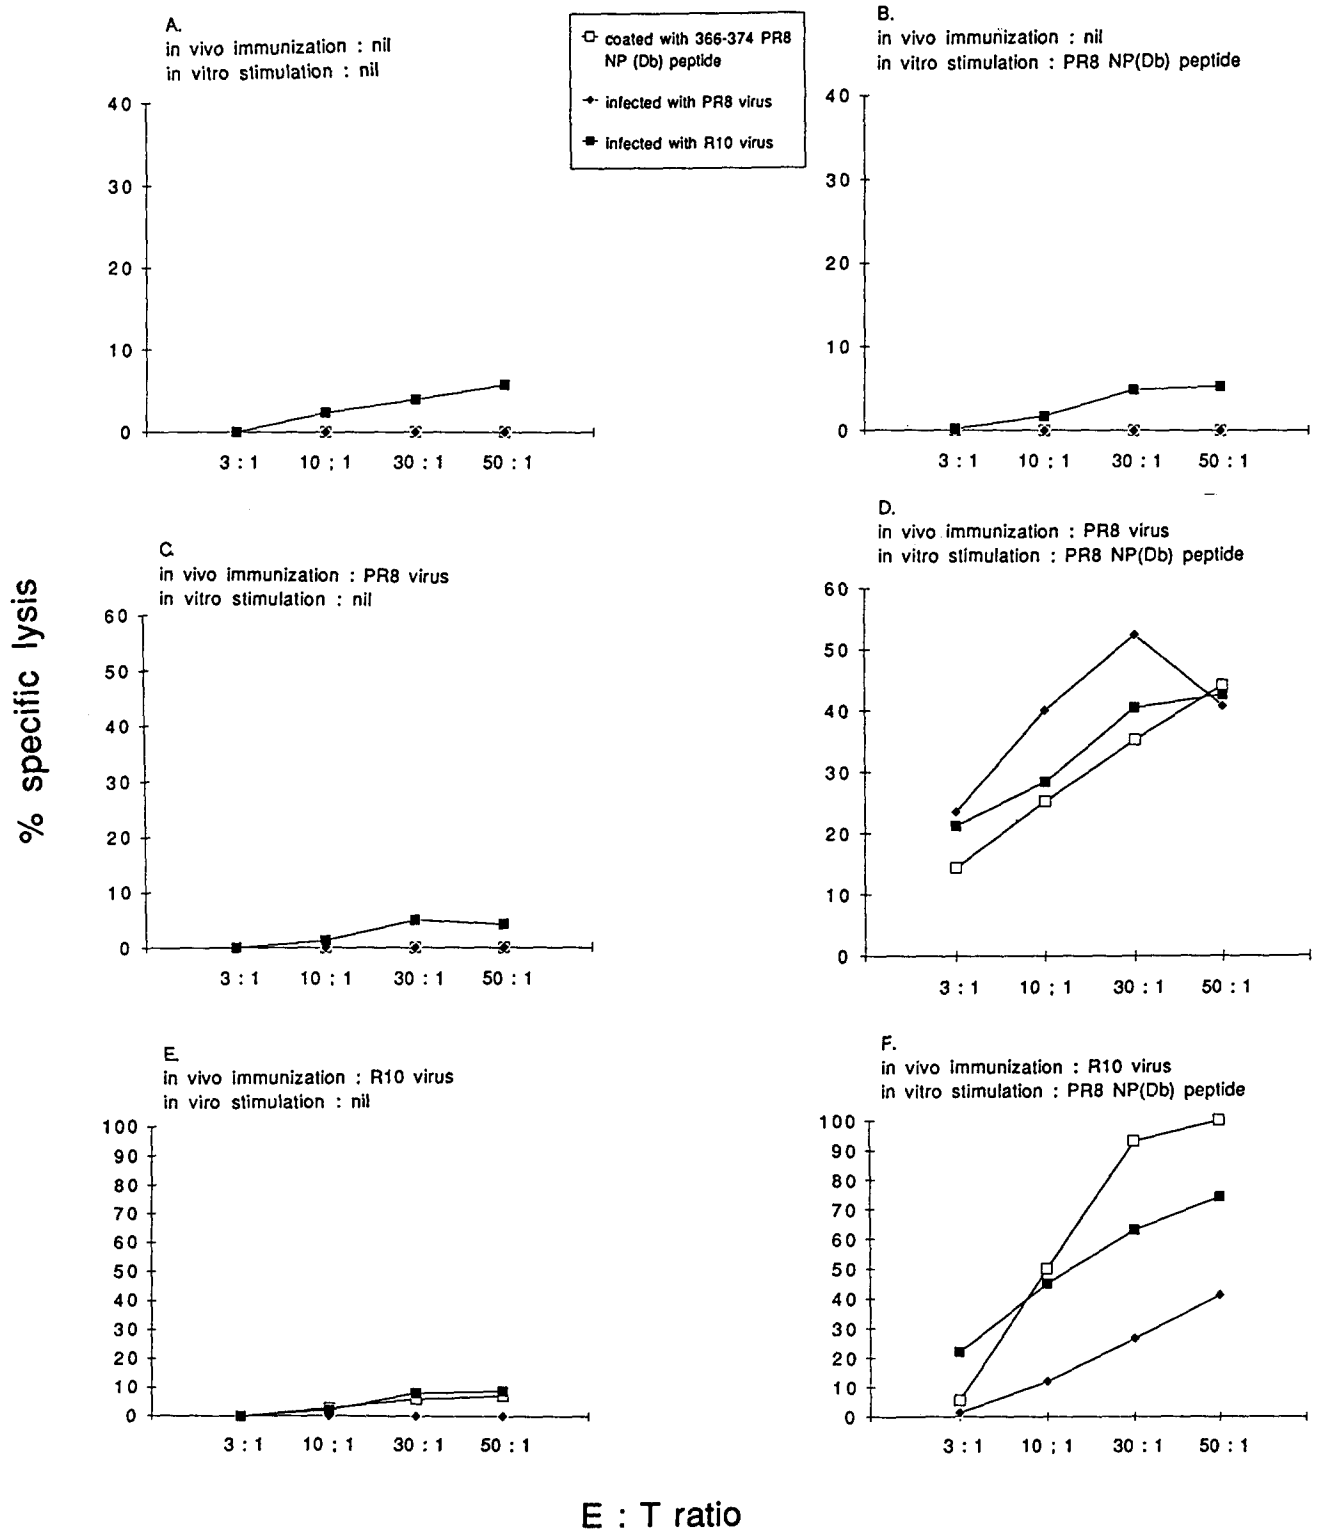 A.
in vivo immunization : nil
in vitro stimulation : nil
40
30
20
10
0
3 : 1 10 ; 1 30 : 1 50 : 1
coated with 366-374 PR8
NP (Db) peptide
infected with PR8 virus
infected with R10 virus
B.
in vivo immunization : nil
in vitro stimulation : PR8 NP(Db) peptide
40
30
20
10
0
3 : 1 10 ; 1 30 : 1 50 : 1
% specific lysis
C.
in vivo immunization : PR8 virus
in vitro stimulation : nil
60
50
40
30
20
10
0
3 : 1 10 ; 1 30 : 1 50 : 1
D.
in vivo immunization : PR8 virus
in vitro stimulation : PR8 NP(Db) peptide
60
50
40
30
20
10
0
3 : 1 10 ; 1 30 : 1 50 : 1
E.
in vivo immunization : R10 virus
in viro stimulation : nil
100
90
80
70
60
50
40
30
20
10
0
3 : 1 10 ; 1 30 : 1 50 : 1
F.
in vivo immunization : R10 virus
in vitro stimulation : PR8 NP(Db) peptide
100
90
80
70
60
50
40
30
20
10
0
3 : 1 10 ; 1 30 : 1 50 : 1
E : T ratio